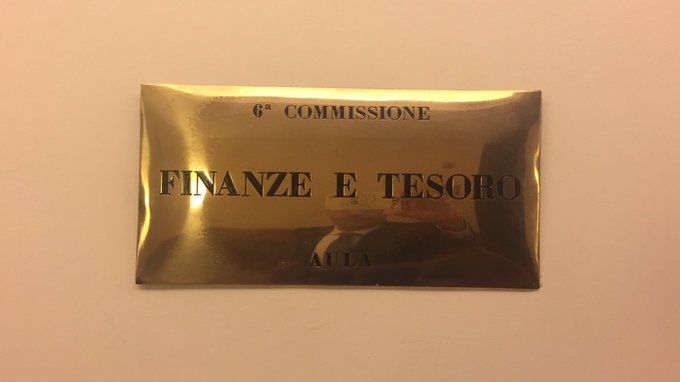 6ª COMMISSIONE
FINANZE E TESORO
AULA